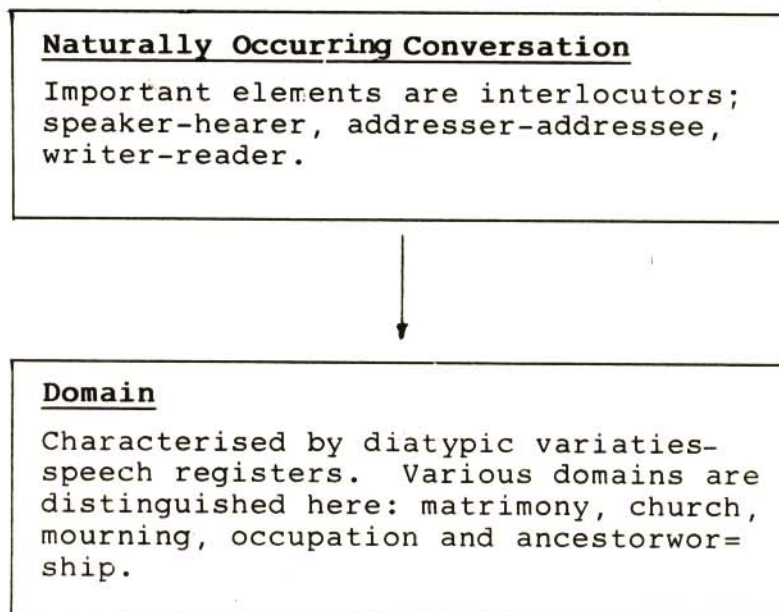 Naturally Occurring Conversation
Important elements are interlocutors;
speaker-hearer, addresser-addressee,
writer-reader.
Domain
Characterised by diatypic variaties-
speech registers.  Various domains are
distinguished here: matrimony, church,
mourning, occupation and ancestorwor=
ship.